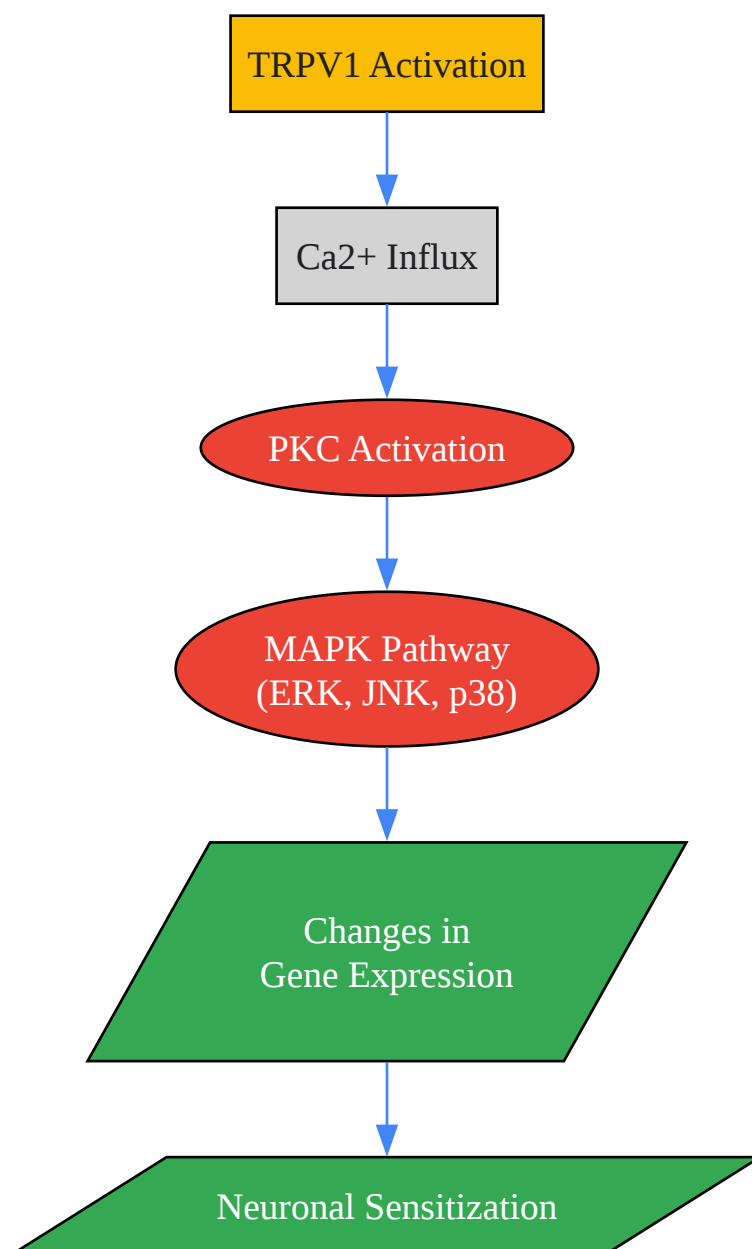 TRPV1 Activation
Ca2+ Influx
PKC Activation
MAPK Pathway
(ERK, JNK, p38)
Changes in
Gene Expression
Neuronal Sensitization